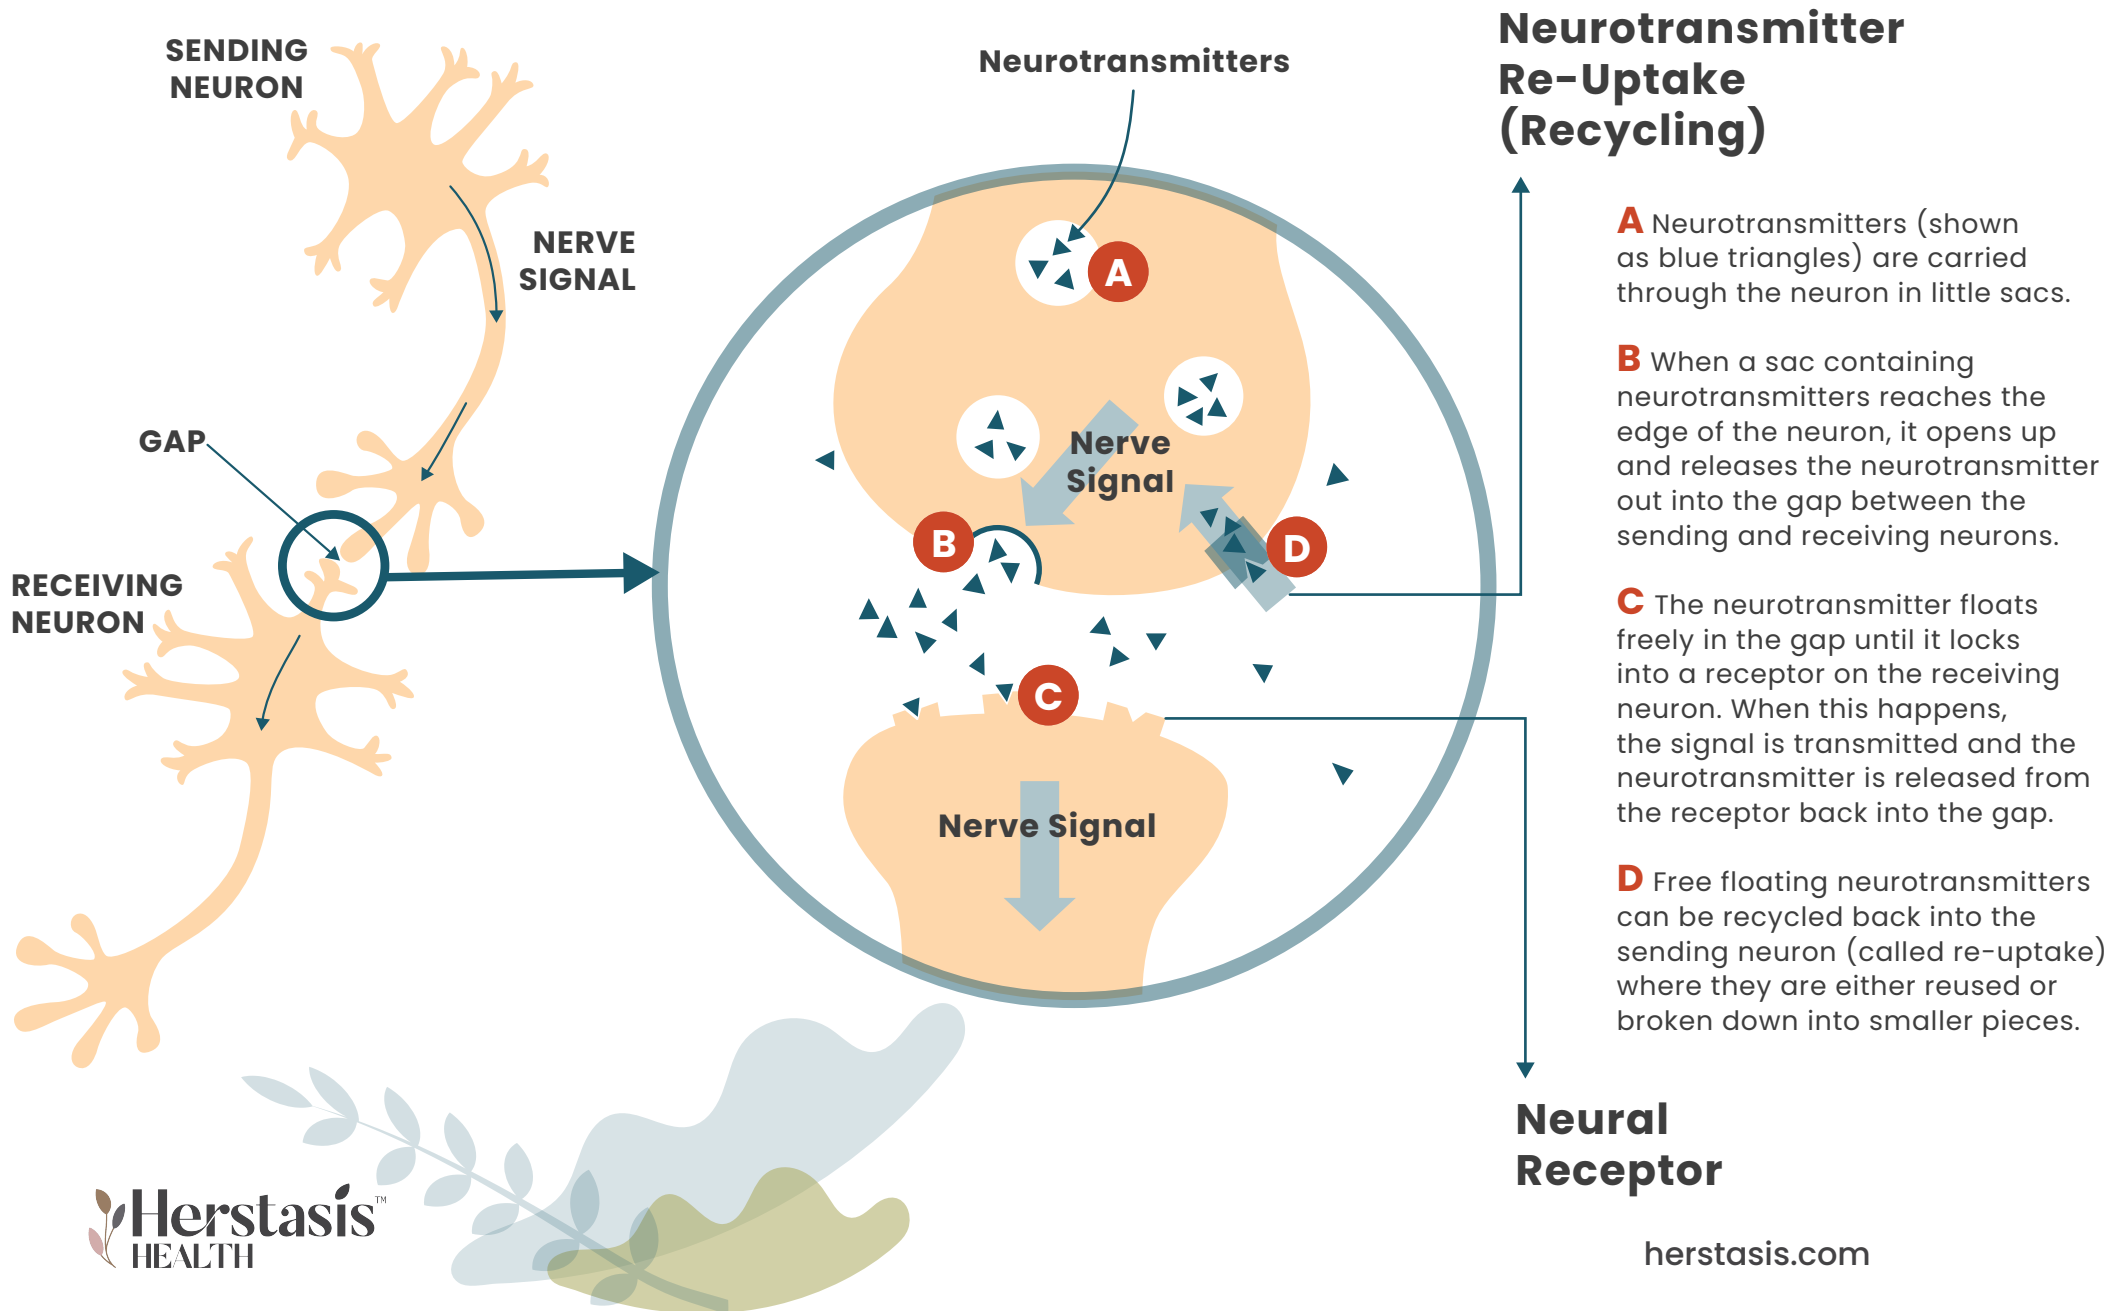 SENDING
NEURON
NERVE
SIGNAL
GAP
RECEIVING
NEURON
Neurotransmitters
A
Nerve
Signal
B
D
C
Nerve Signal
Neurotransmitter
Re-Uptake
(Recycling)
A Neurotransmitters (shown
as blue triangles) are carried
through the neuron in little sacs.
B When a sac containing
neurotransmitters reaches the
edge of the neuron, it opens up
and releases the neurotransmitter
out into the gap between the
sending and receiving neurons.
C The neurotransmitter floats
freely in the gap until it locks
into a receptor on the receiving
neuron. When this happens,
the signal is transmitted and the
neurotransmitter is released from
the receptor back into the gap.
D Free floating neurotransmitters
can be recycled back into the
sending neuron (called re-uptake)
where they are either reused or
broken down into smaller pieces.
Neural
Receptor
Herstasis™
HEALTH
herstasis.com